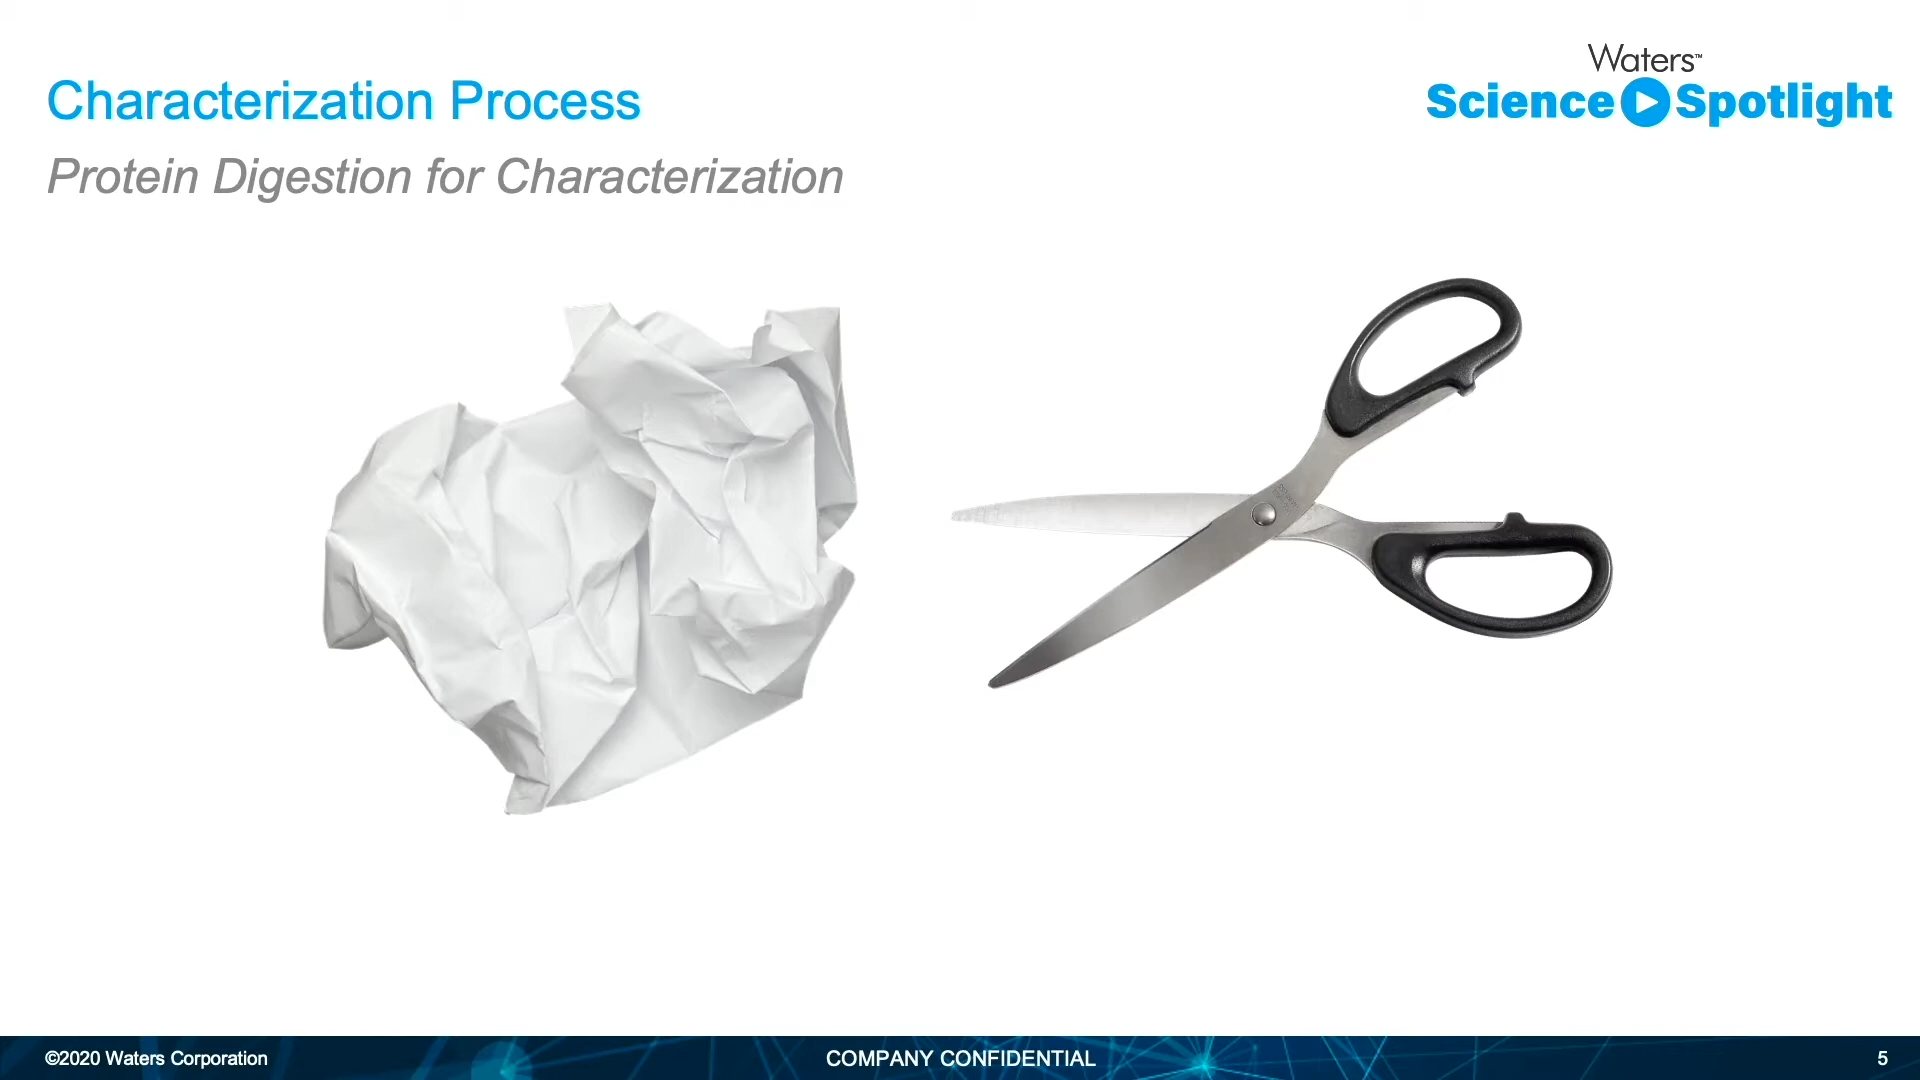 Waters™
Science Spotlight
Characterization Process
Protein Digestion for Characterization
©2020 Waters Corporation
COMPANY CONFIDENTIAL
5